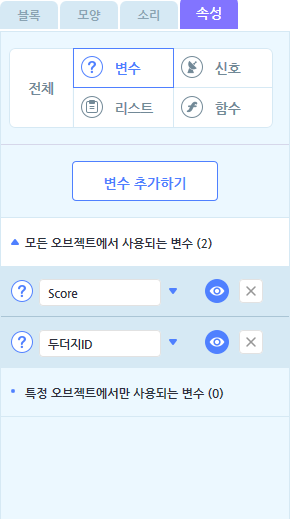 블록 모양 소리 속성
전체 변수 신호
리스트 함수
변수 추가하기
모든 오브젝트에서 사용되는 변수 (2)
Score
두더지ID
특정 오브젝트에서만 사용되는 변수 (0)